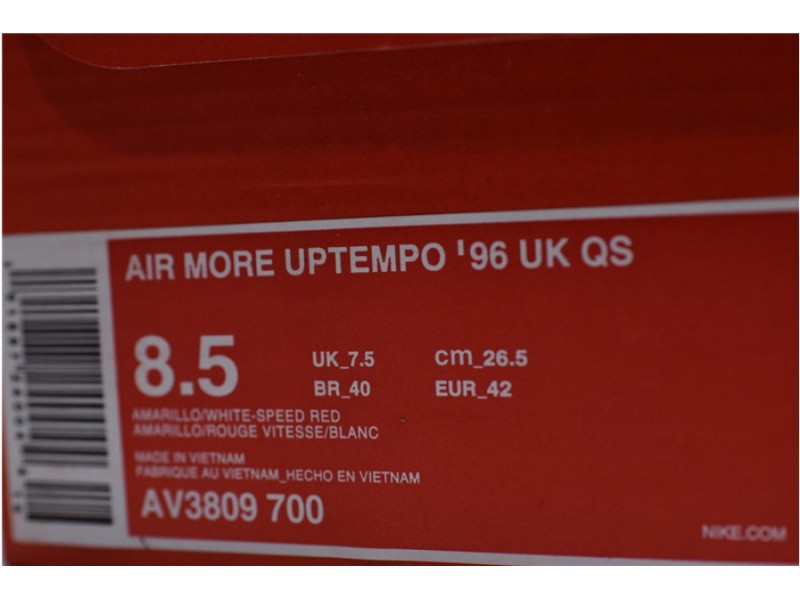 AIR MORE UPTEMPO '96 UK QS
8.5
UK_7.5 cm_26.5
BR_40 EUR_42
AMARILLO/WHITE-SPEED RED
AMARILLO/ROUGE VITESSE/BLANC
MADE IN VIETNAM
FABRIQUE AU VIETNAM_HECHO EN VIETNAM
AV3809 700
NIKE.COM